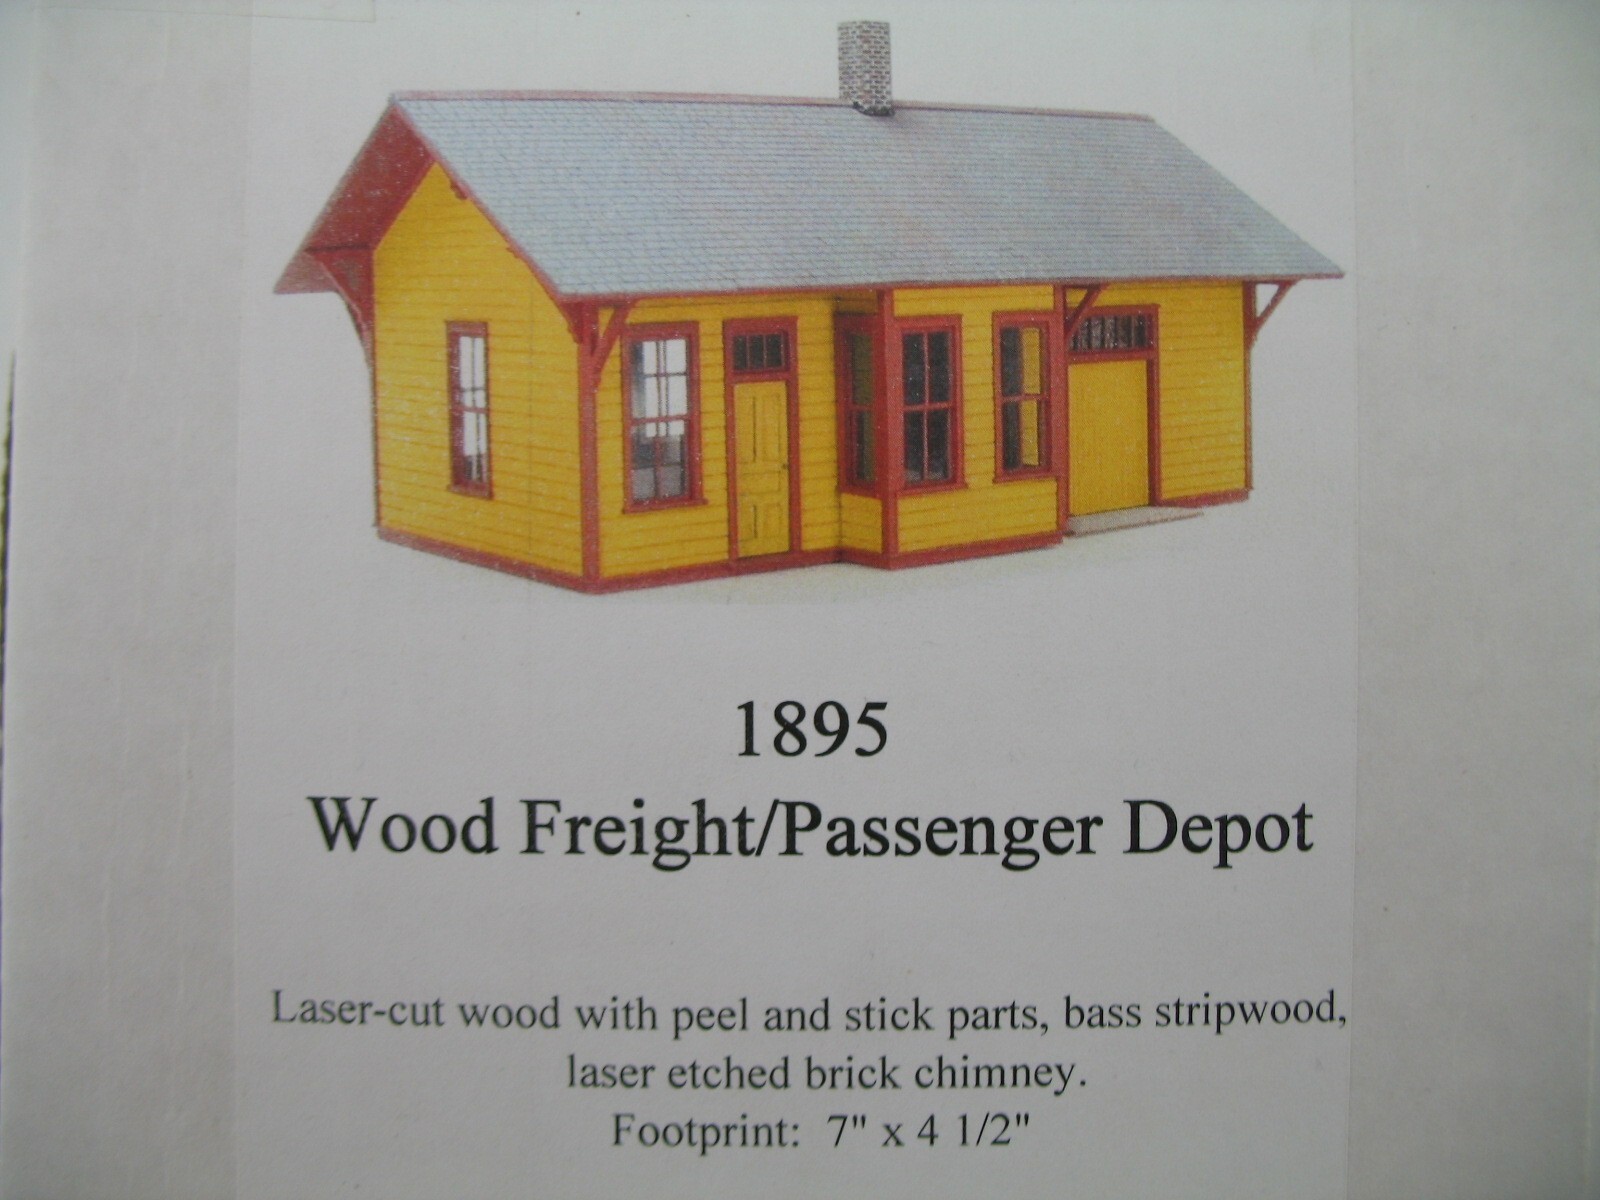 1895
Wood Freight/Passenger Depot
Laser-cut wood with peel and stick parts, bass stripwood,
laser etched brick chimney.
Footprint: 7" x 4 1/2"